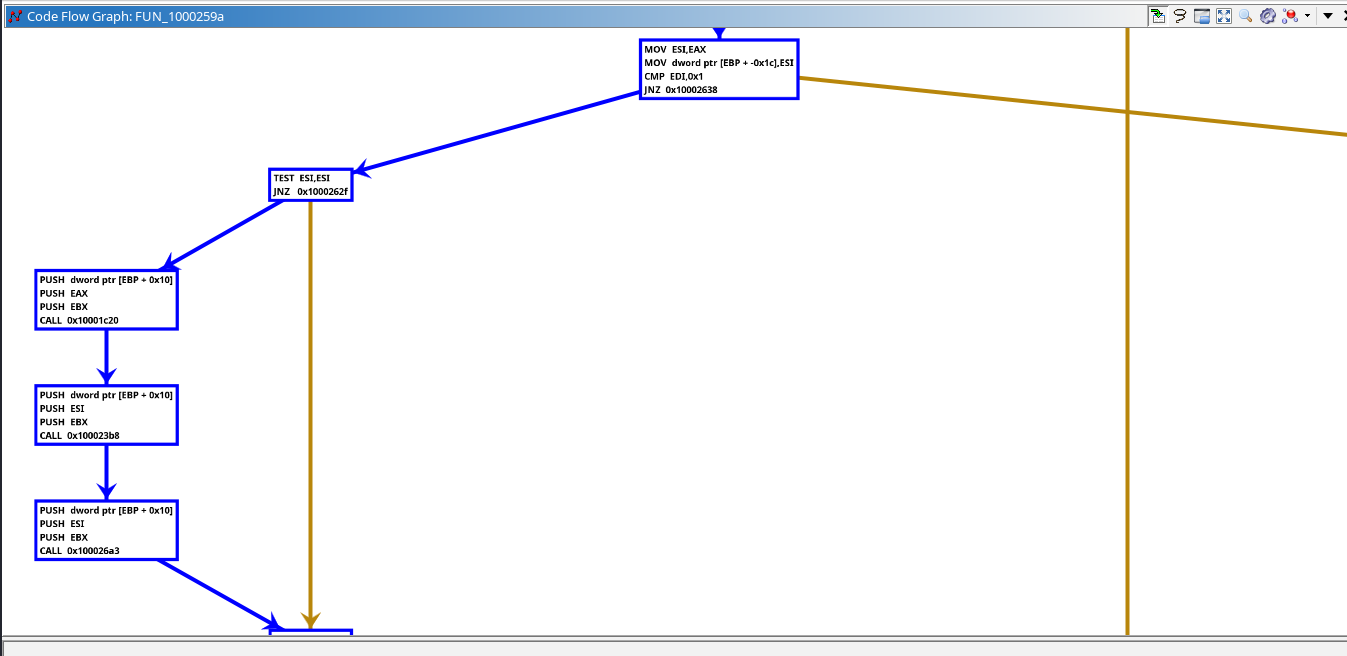 Code Flow Graph: FUN_1000259a
MOV ESI,EAX
MOV dword ptr [EBP + -0x1c],ESI
CMP EDI,0x1
JNZ 0x10002638
TEST ESI,ESI
JNZ 0x1000262f
PUSH dword ptr [EBP + 0x10]
PUSH EAX
PUSH EBX
CALL 0x10001c20
PUSH dword ptr [EBP + 0x10]
PUSH ESI
PUSH EBX
CALL 0x100023b8
PUSH dword ptr [EBP + 0x10]
PUSH ESI
PUSH EBX
CALL 0x100026a3